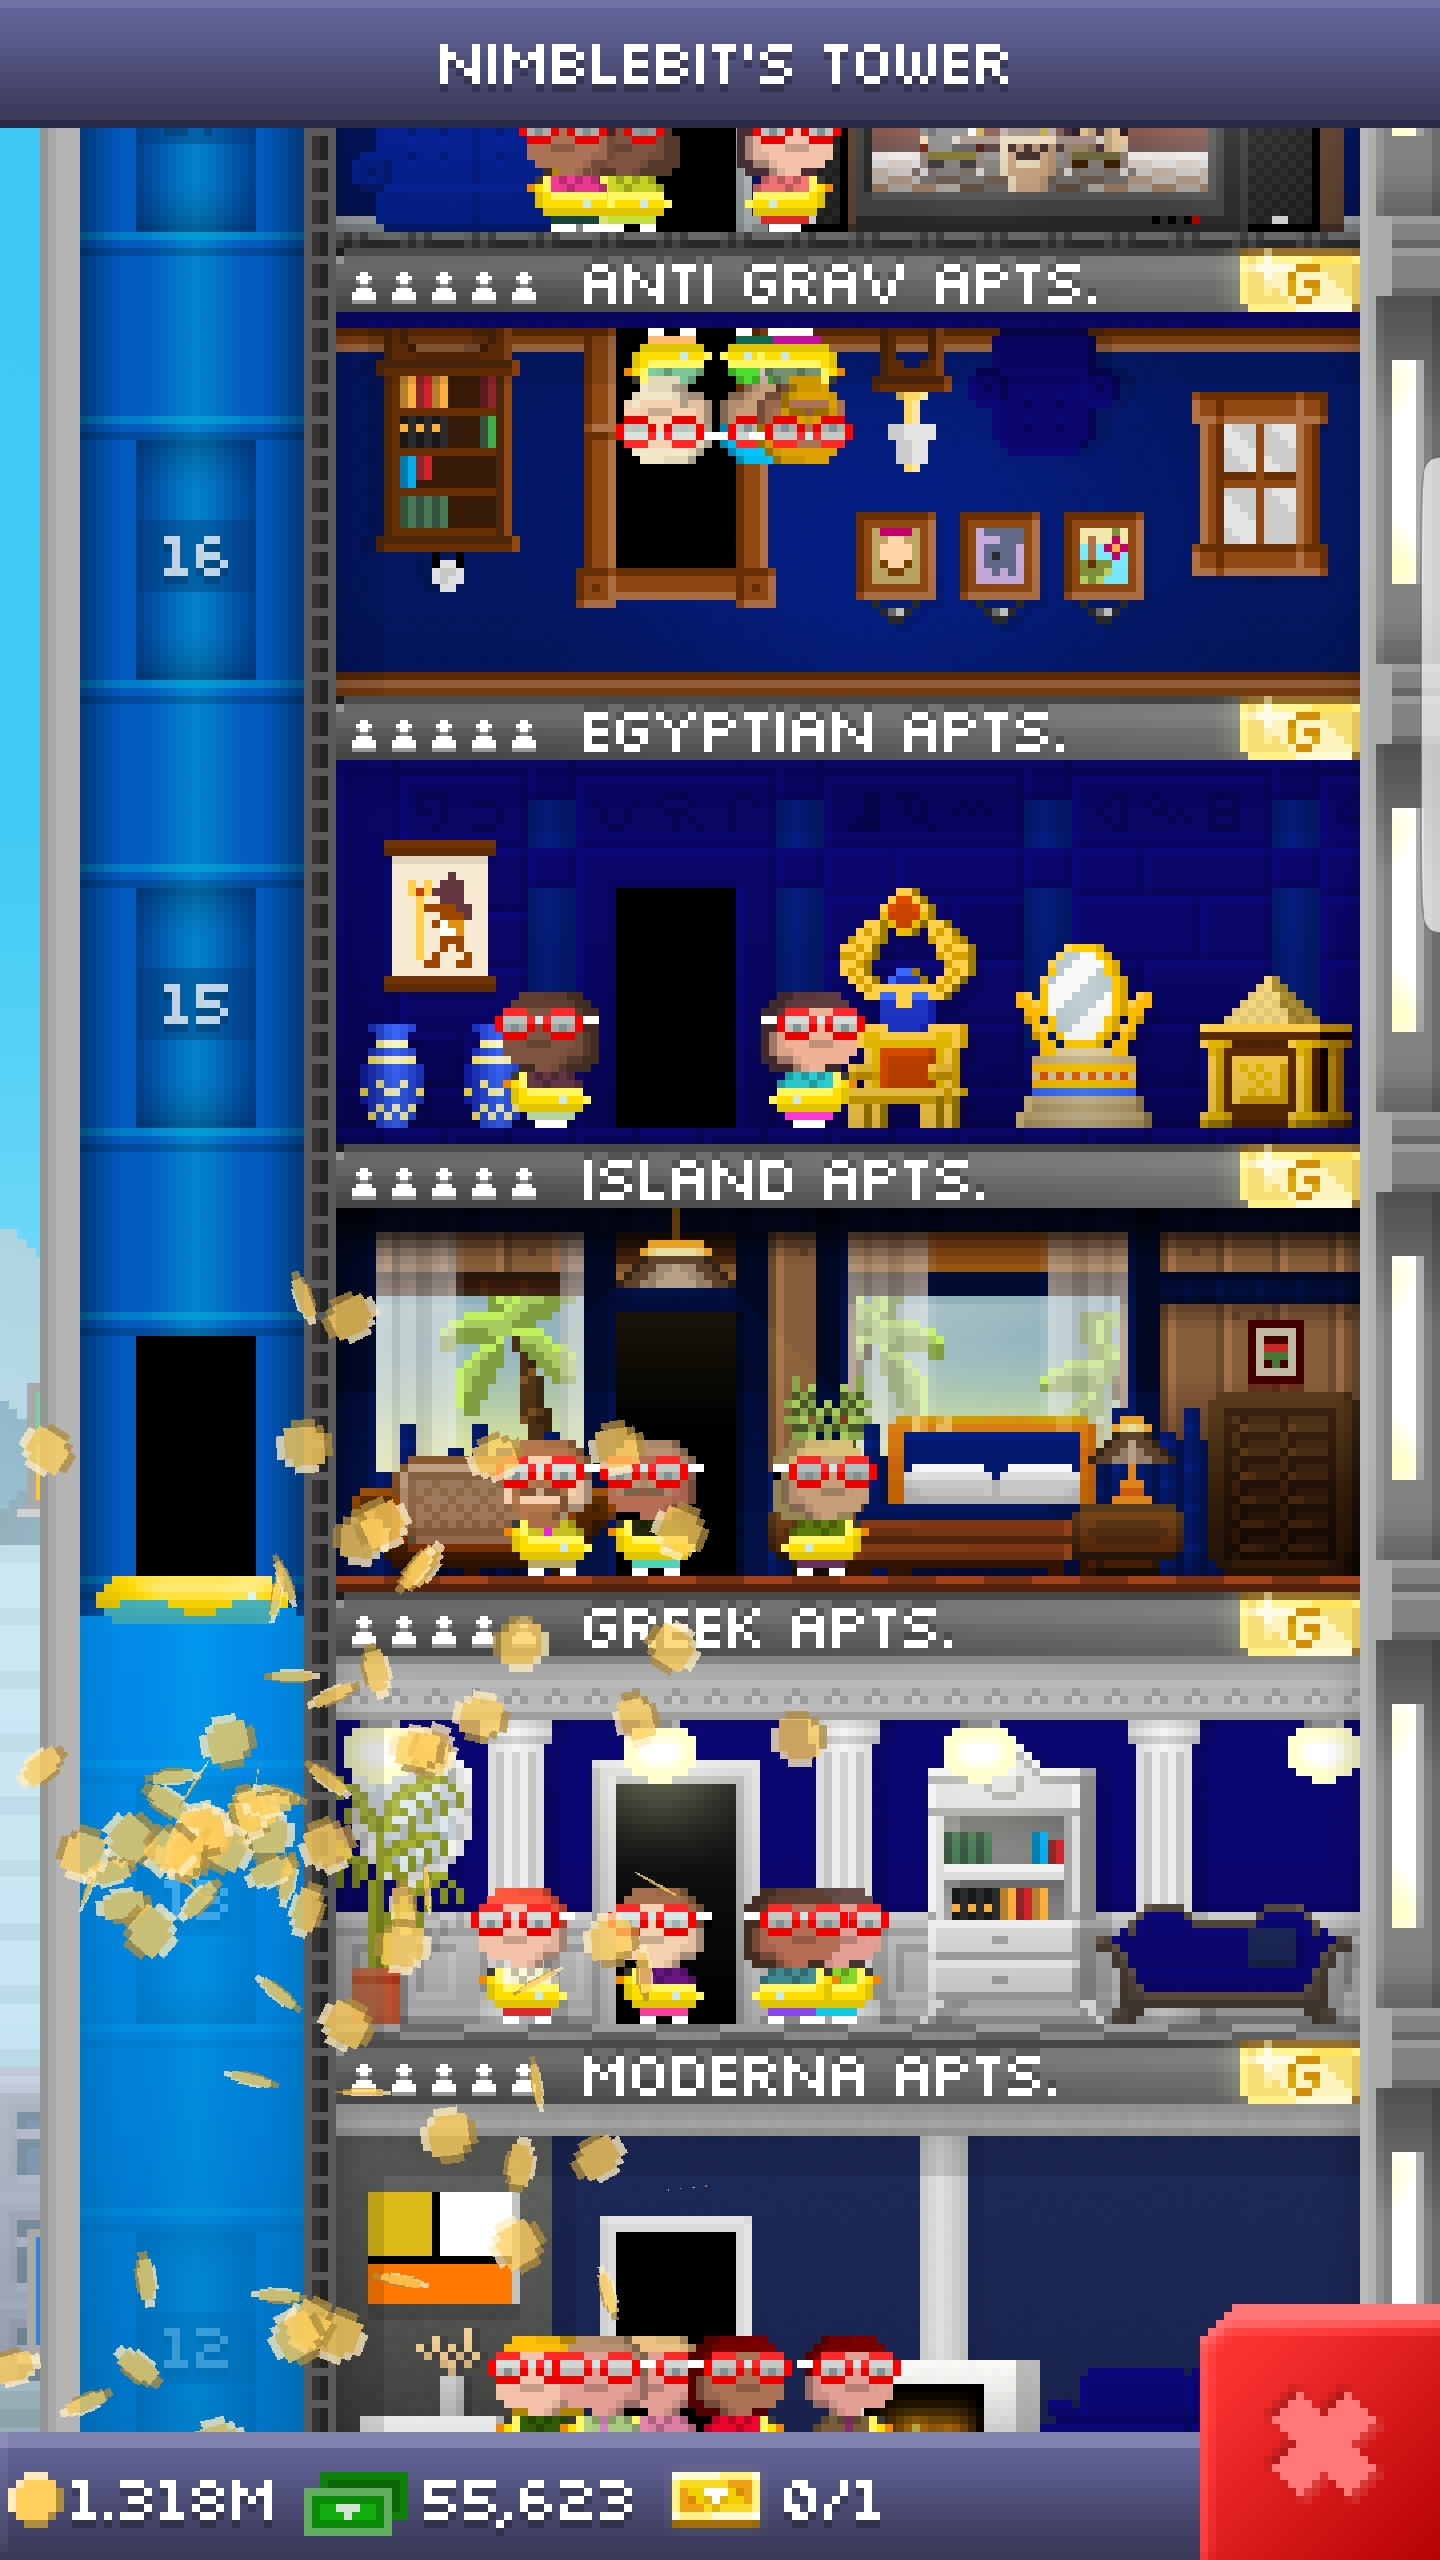 NIMBLEBIT'S TOWER
ANTI GRAV APTS. G
16
EGYPTIAN APTS. G
15
ISLAND APTS. G
GREEK APTS. G
13
MODERNA APTS. G
12
1.318M 55,623 0/1